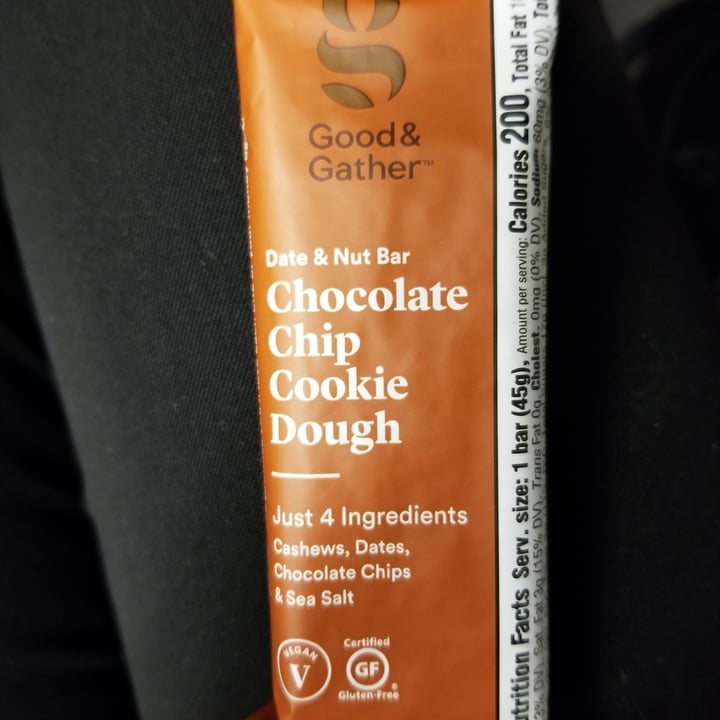 Good &
Gather™
Date & Nut Bar
Chocolate
Chip
Cookie
Dough
Just 4 Ingredients
Cashews, Dates,
Chocolate Chips
& Sea Salt
VEGAN
V
Certified
GF
Gluten-Free
Facts Serv. size: 1 bar (45g), Amount per serving: Calories 200, Total Fat
DV), Sat. Fat 3g (15% DV), Trans Fat 0g, Cholest. 0mg (0% DV), Sodium 60mg (3% DV),